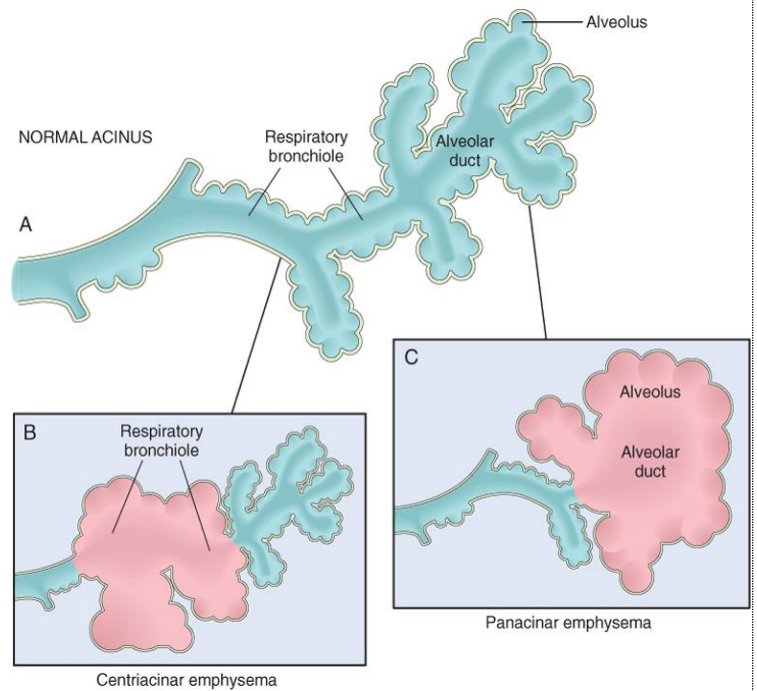 Alveolus
NORMAL ACINUS
Respiratory
bronchiole
Alveolar
duct
A
C
Alveolus
Alveolar
duct
Panacinar emphysema
B
Respiratory
bronchiole
Centriacinar emphysema